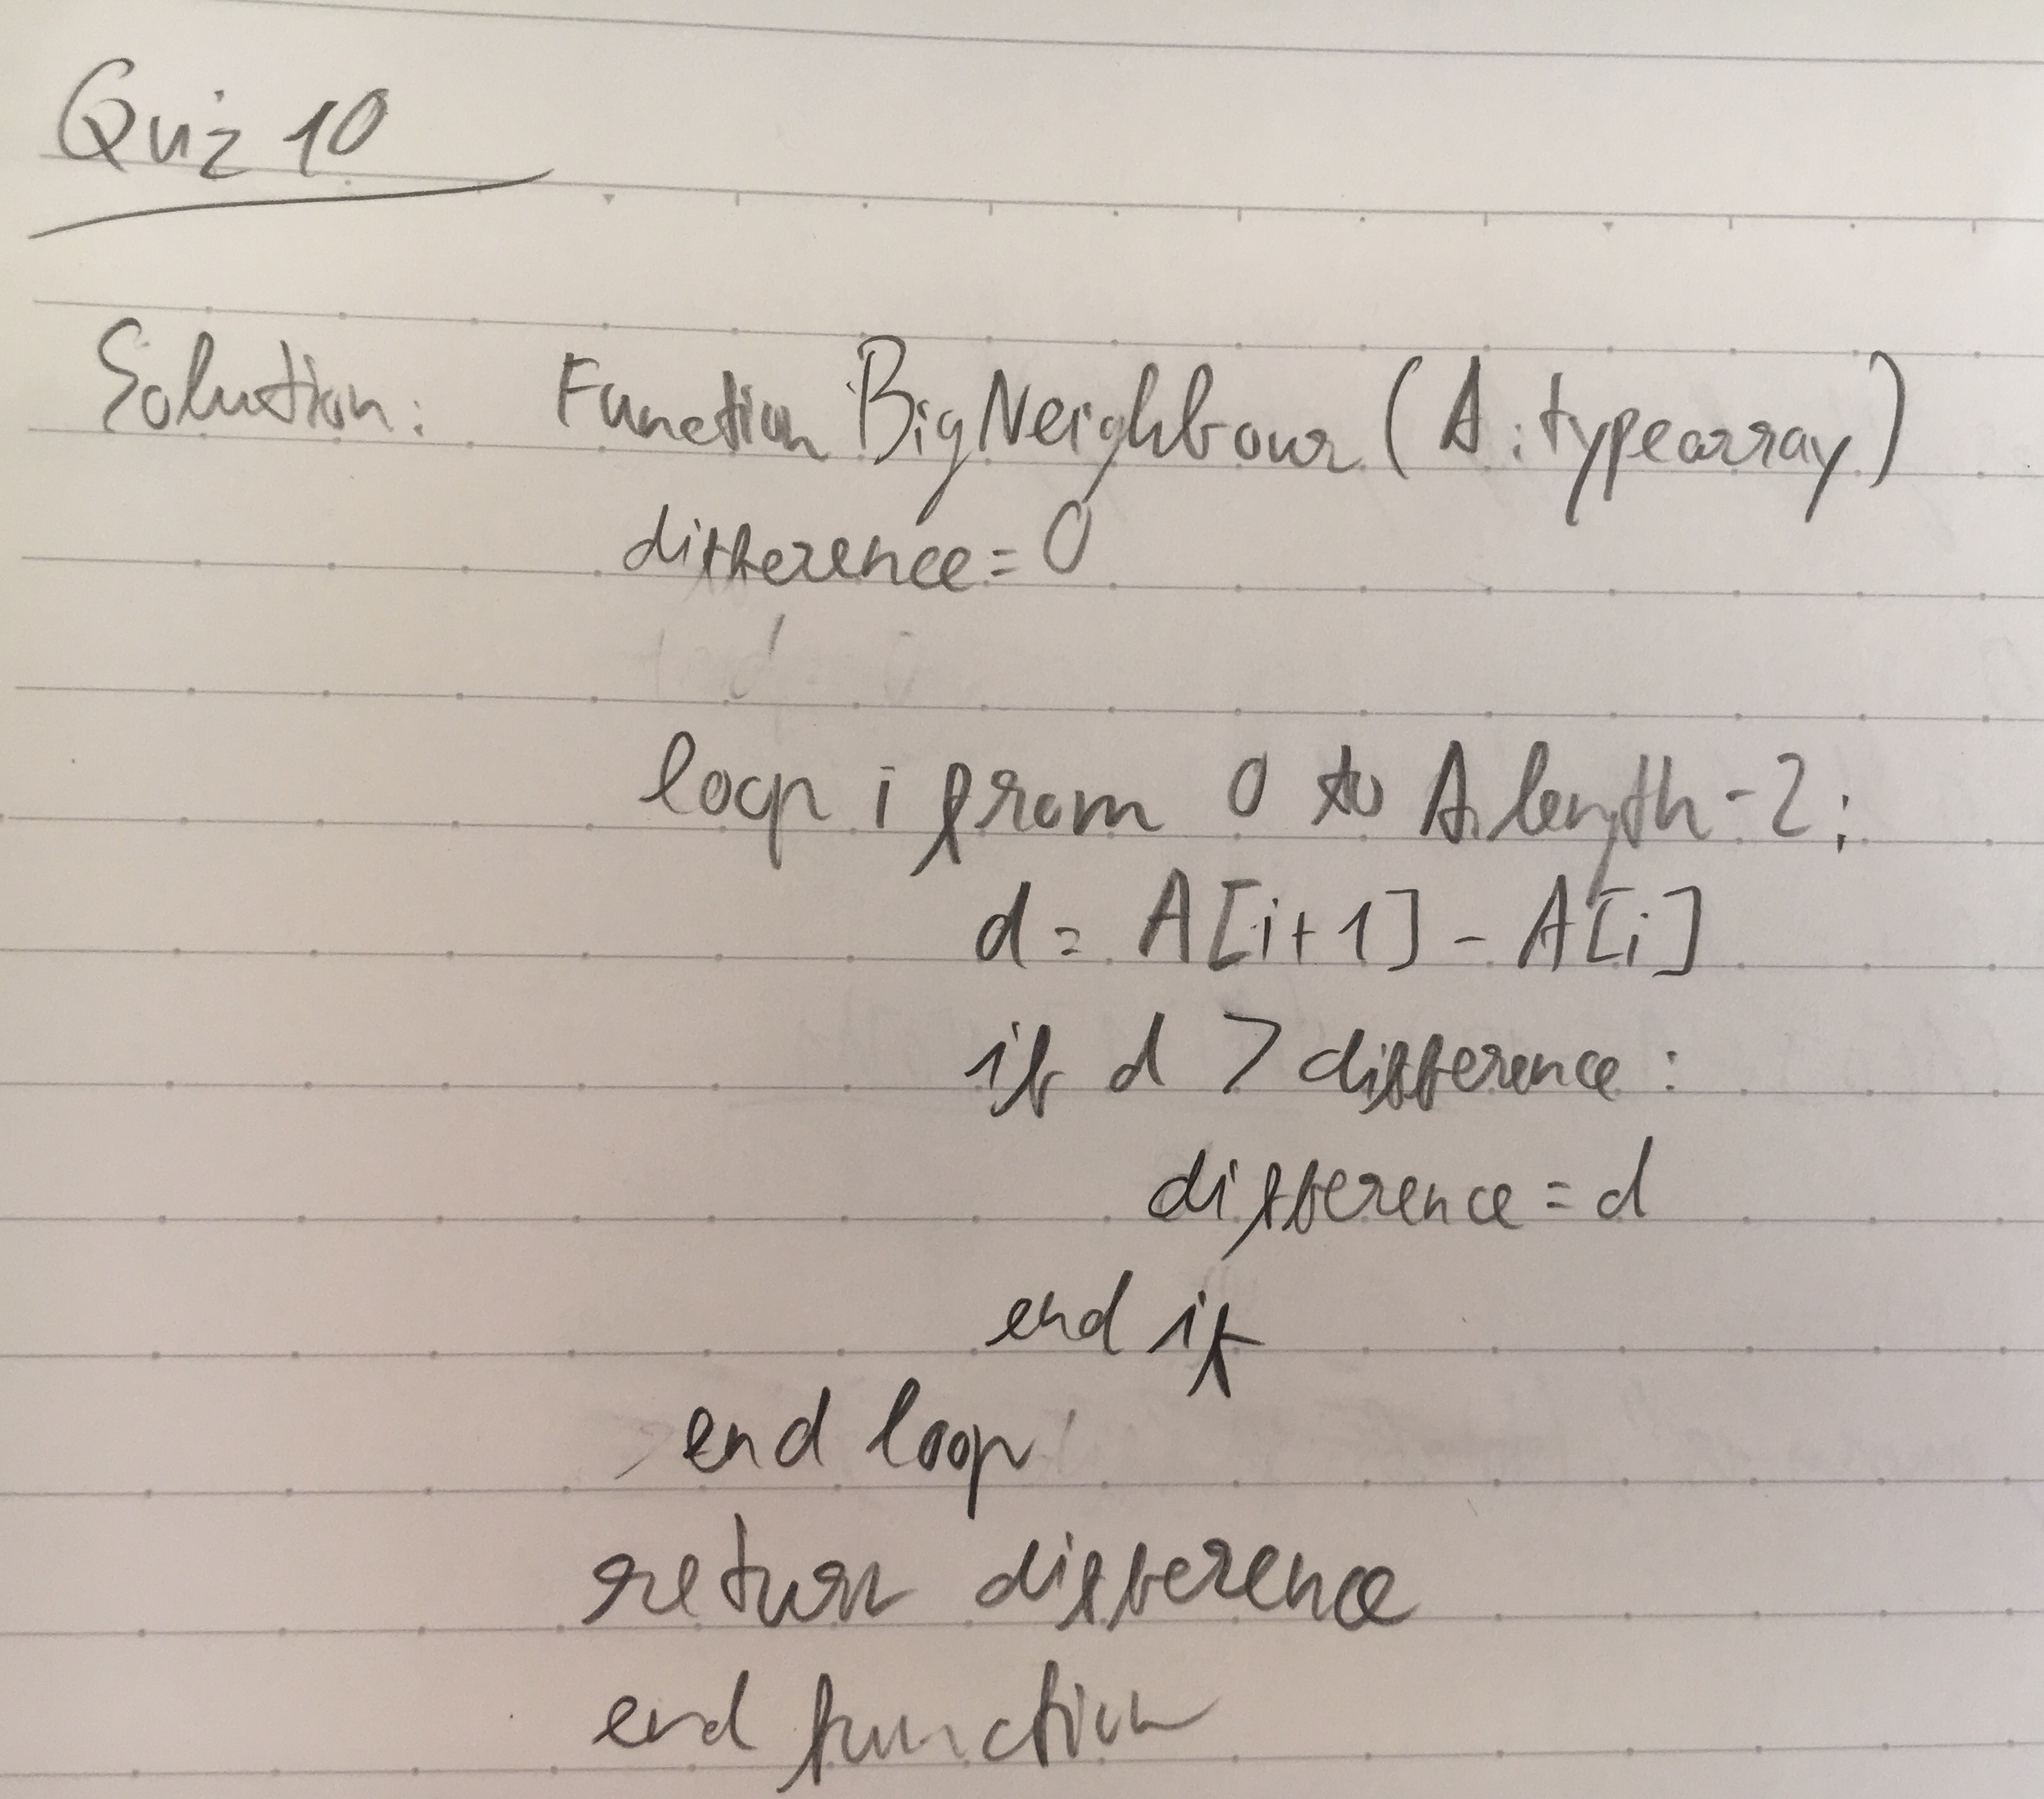 Quiz 10
Solution: Function BigNeighbour (A : typearray)
difference = 0
loop i from 0 to A.length - 2 :
d = A[i+1] - A[i]
if d > difference :
difference = d
end if
end loop
return difference
end function